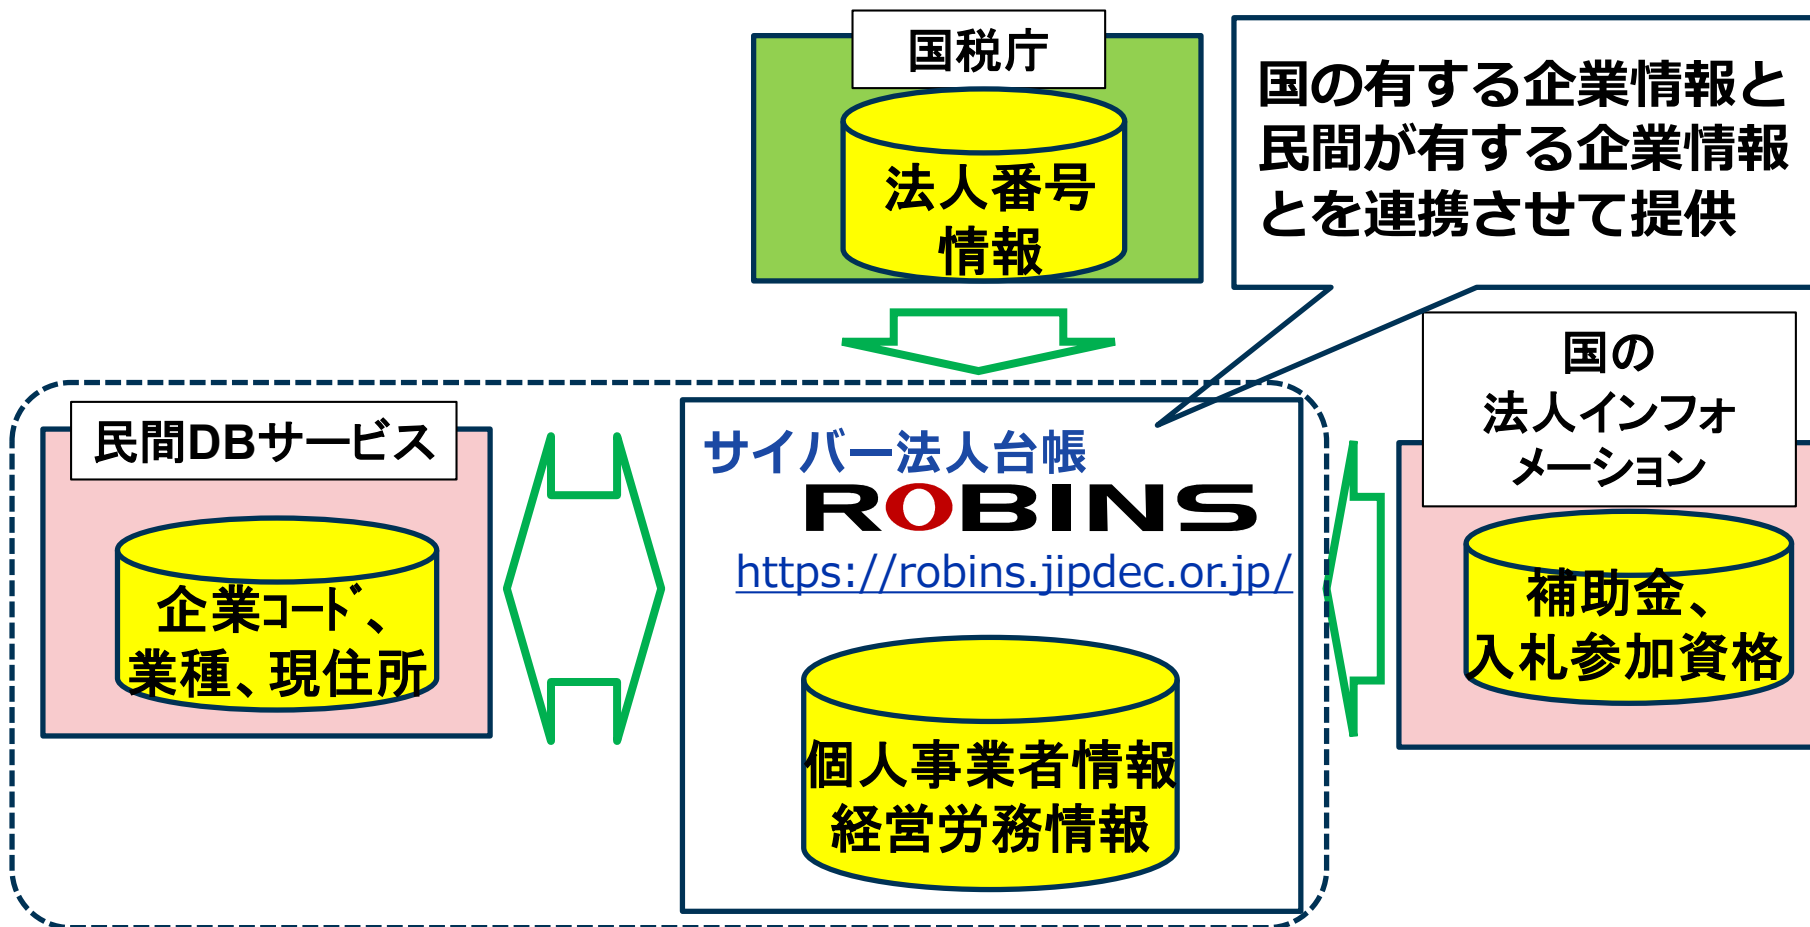 国税庁
法人番号
情報
国の有する企業情報と
民間が有する企業情報
とを連携させて提供
民間DBサービス
企業ｺｰﾄﾞ、
業種、現住所
サイバー法人台帳
ROBINS
https://robins.jipdec.or.jp/
個人事業者情報
経営労務情報
国の
法人インフォ
メーション
補助金、
入札参加資格